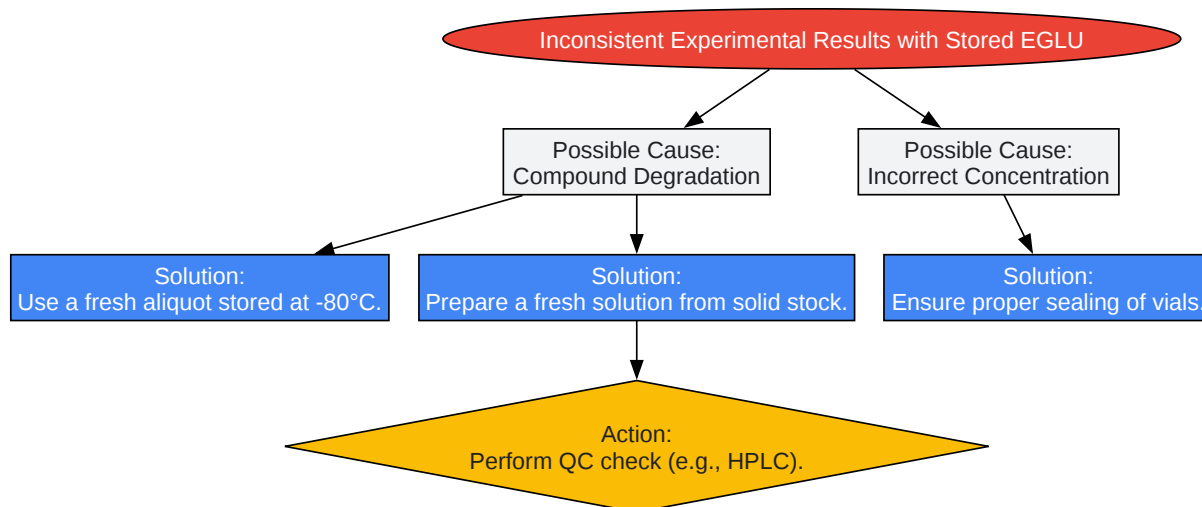 Inconsistent Experimental Results with Stored EGLU
Possible Cause:
Compound Degradation
Possible Cause:
Incorrect Concentration
Solution:
Use a fresh aliquot stored at -80°C.
Solution:
Prepare a fresh solution from solid stock.
Solution:
Ensure proper sealing of vials.
Action:
Perform QC check (e.g., HPLC).